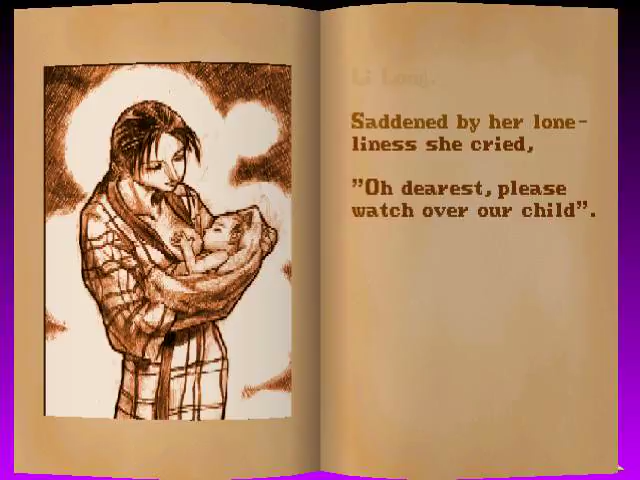 Li Long.
Saddened by her lone-
liness she cried,
"Oh dearest, please
watch over our child".